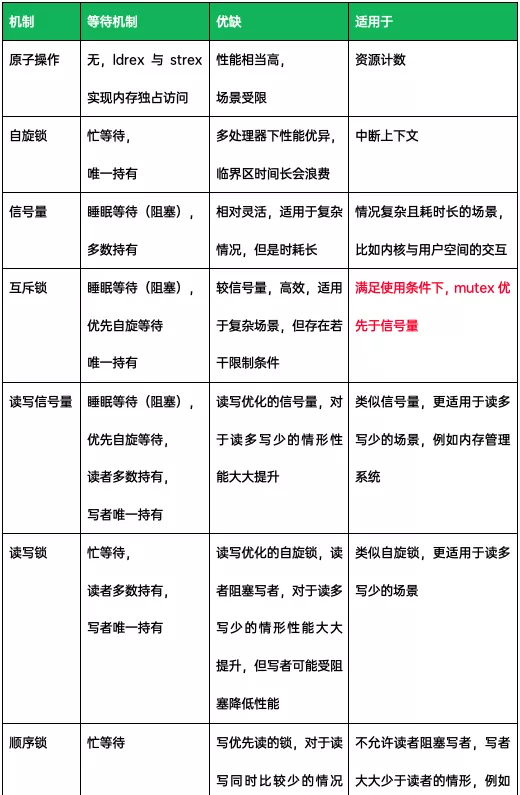 机制 等待机制 优缺 适用于
原子操作 无，ldrex 与 strex 性能相当高， 资源计数
实现内存独占访问 场景受限
自旋锁 忙等待， 多处理器下性能优异， 中断上下文
唯一持有 临界区时间长会浪费
信号量 睡眠等待（阻塞）， 相对灵活，适用于复杂 情况复杂且耗时长的场景，
多数持有 情况，但是时耗长 比如内核与用户空间的交互
互斥锁 睡眠等待（阻塞） 较信号量，高效，适用 满足使用条件下，mutex 优
优先自旋等待 于复杂场景，但存在若 先于信号量
唯一持有 干限制条件
读写信号量 睡眠等待（阻塞）， 读写优化的信号量，对 类似信号量，更适用于读多
优先自旋等待， 于读多写少的情形性 写少的场景，例如内存管理
读者多数持有， 能大大提升 系统
写者唯一持有
读写锁 忙等待， 读写优化的自旋锁，读 类似自旋锁，更适用于读多
读者多数持有， 者阻塞写者，对于读多 写少的场景
写者唯一持有 写少的情形性能大大
提升，但写者可能受阻
塞降低性能
顺序锁 忙等待 写优先读的锁，对于读 不允许读者阻塞写者，写者
写同时比较少的情况 大大少于读者的情形，例如